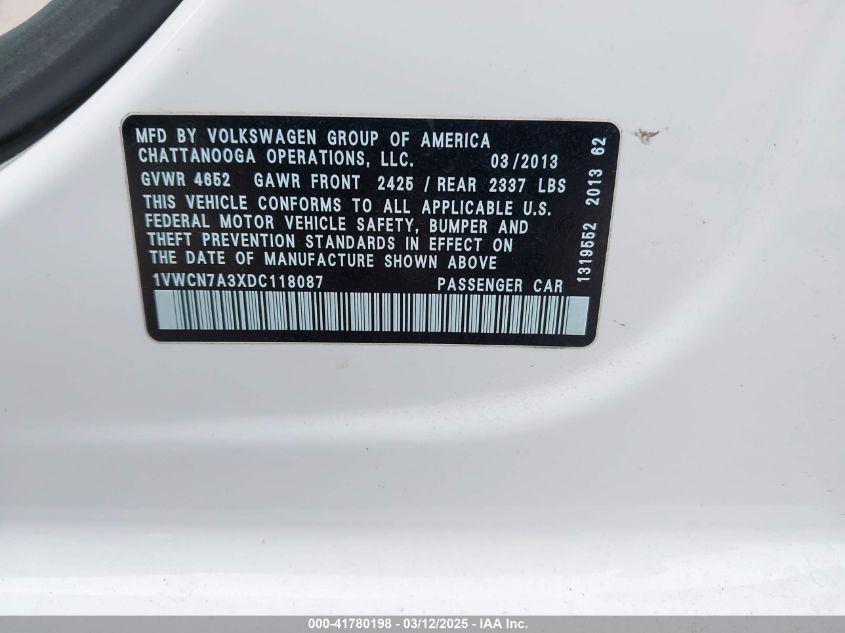 MFD BY VOLKSWAGEN GROUP OF AMERICA
CHATTANOOGA OPERATIONS, LLC. 03/2013
GVWR 4652 GAWR FRONT 2425 / REAR 2337 LBS
THIS VEHICLE CONFORMS TO ALL APPLICABLE U.S.
FEDERAL MOTOR VEHICLE SAFETY, BUMPER AND
THEFT PREVENTION STANDARDS IN EFFECT ON
THE DATE OF MANUFACTURE SHOWN ABOVE
1VWCN7A3XDC118087 PASSENGER CAR
1319552 2013 62
000-41780198 - 03/12/2025 - IAA Inc.